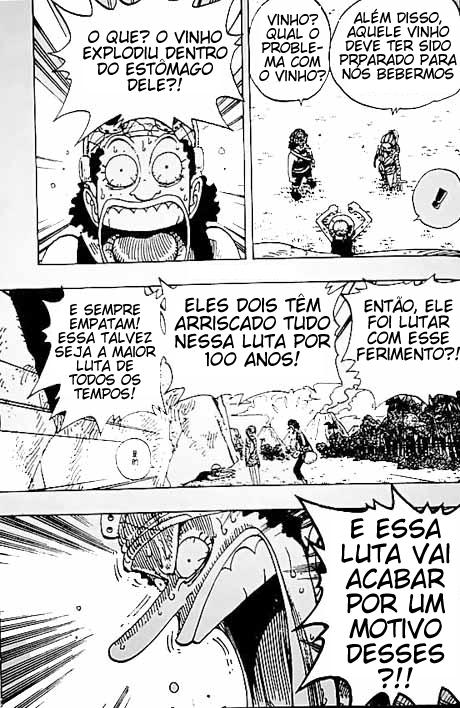 ALÉM DISSO,
AQUELE VINHO
DEVE TER SIDO
PRPARADO PARA
NÓS BEBERMOS
VINHO?
QUAL O
PROBLE-
MA COM
O VINHO?
!
O QUE? O VINHO
EXPLODIU DENTRO
DO ESTÔMAGO
DELE?!
ENTÃO, ELE
FOI LUTAR
COM ESSE
FERIMENTO?!
ELES DOIS TÊM
ARRISCADO TUDO
NESSA LUTA POR
100 ANOS!
E SEMPRE
EMPATAM!
ESSA TALVEZ
SEJA A MAIOR
LUTA DE
TODOS OS
TEMPOS!
E ESSA
LUTA VAI
ACABAR
POR UM
MOTIVO
DESSES
?!!